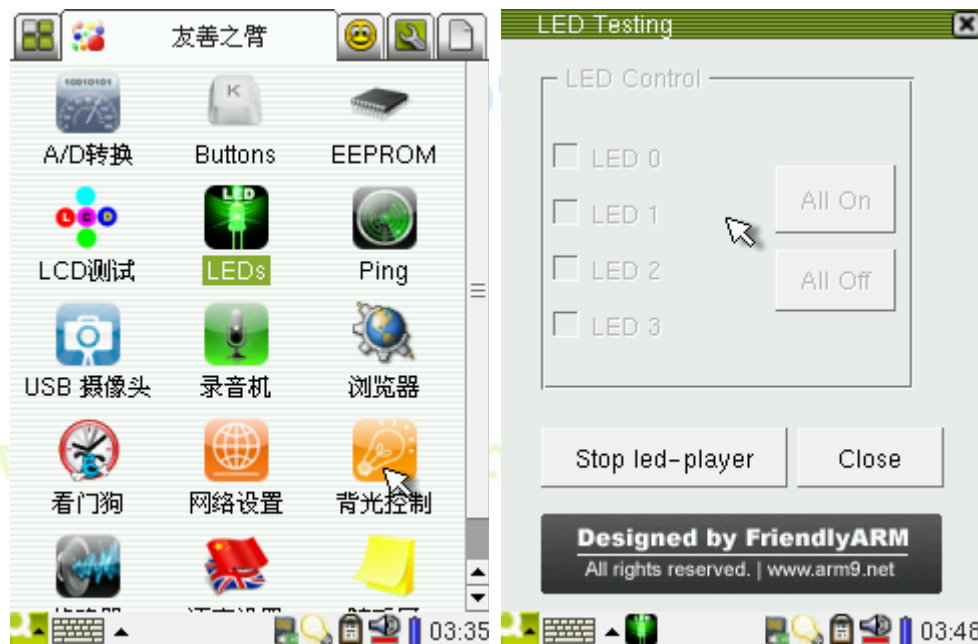 友善之臂
10010101
A/D转换
K
Buttons
EEPROM
LCD
LCD测试
LED
LEDs
Ping
USB 摄像头
录音机
浏览器
看门狗
网络设置
背光控制
03:35
LED Testing
LED Control
LED 0
LED 1
LED 2
LED 3
All On
All Off
Stop led-player
Close
Designed by FriendlyARM
All rights reserved. | www.arm9.net
03:46